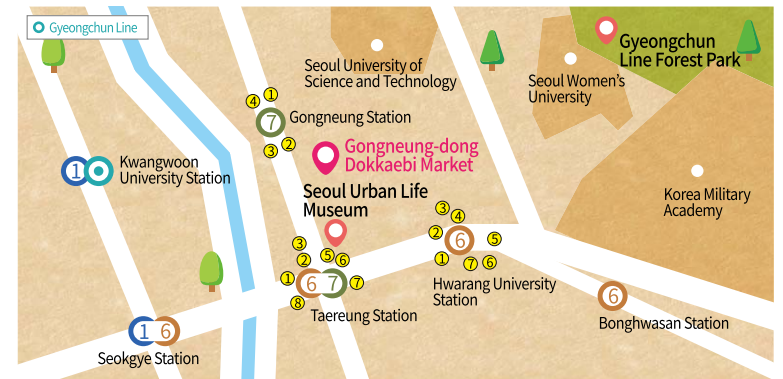 Gyeongchun Line
Gyeongchun
Line Forest Park
Seoul University of
Science and Technology
Seoul Women's
University
4
1
7
Gongneung Station
3
2
Gongneung-dong
Dokkaebi Market
1
Kwangwoon
University Station
Seoul Urban Life
Museum
Korea Military
Academy
3
4
2
6
5
1
7
6
Hwarang University
Station
3
2
5
6
1
6
7
7
8
Taereung Station
6
Bonghwasan Station
1
6
Seokgye Station